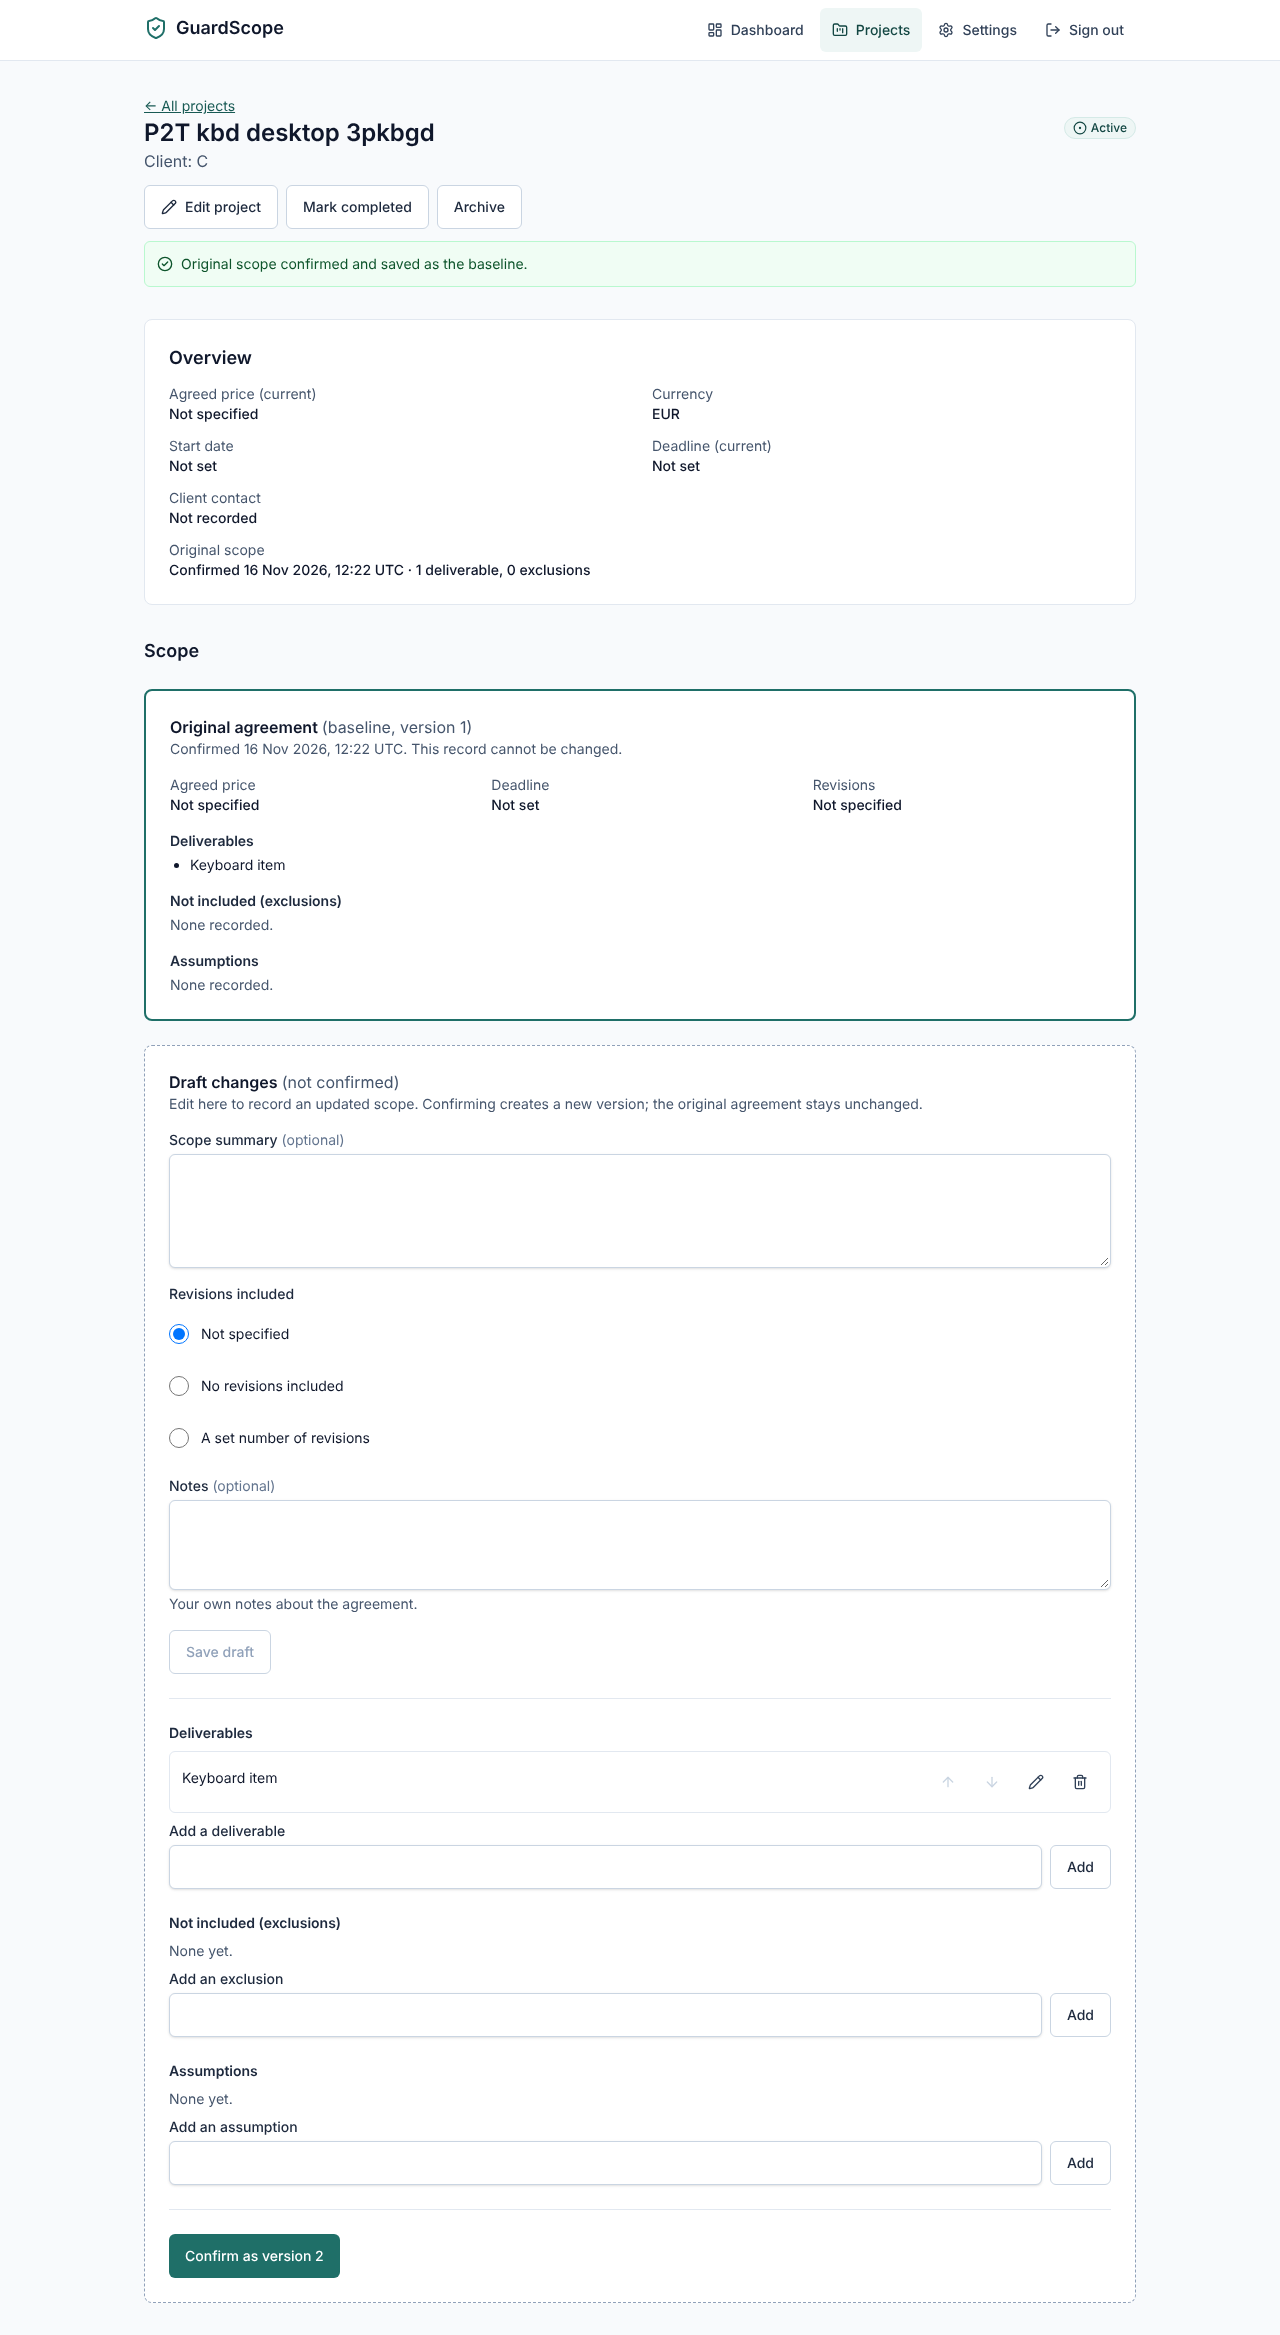 GuardScope
Dashboard
Projects
Settings
Sign out
← All projects
P2T kbd desktop 3pkbgd
Active
Client: C
Edit project
Mark completed
Archive
Original scope confirmed and saved as the baseline.
Overview
Agreed price (current)
Not specified
Currency
EUR
Start date
Not set
Deadline (current)
Not set
Client contact
Not recorded
Original scope
Confirmed 16 Nov 2026, 12:22 UTC · 1 deliverable, 0 exclusions
Scope
Original agreement (baseline, version 1)
Confirmed 16 Nov 2026, 12:22 UTC. This record cannot be changed.
Agreed price
Not specified
Deadline
Not set
Revisions
Not specified
Deliverables
• Keyboard item
Not included (exclusions)
None recorded.
Assumptions
None recorded.
Draft changes (not confirmed)
Edit here to record an updated scope. Confirming creates a new version; the original agreement stays unchanged.
Scope summary (optional)
Revisions included
Not specified
No revisions included
A set number of revisions
Notes (optional)
Your own notes about the agreement.
Save draft
Deliverables
Keyboard item
Add a deliverable
Add
Not included (exclusions)
None yet.
Add an exclusion
Add
Assumptions
None yet.
Add an assumption
Add
Confirm as version 2